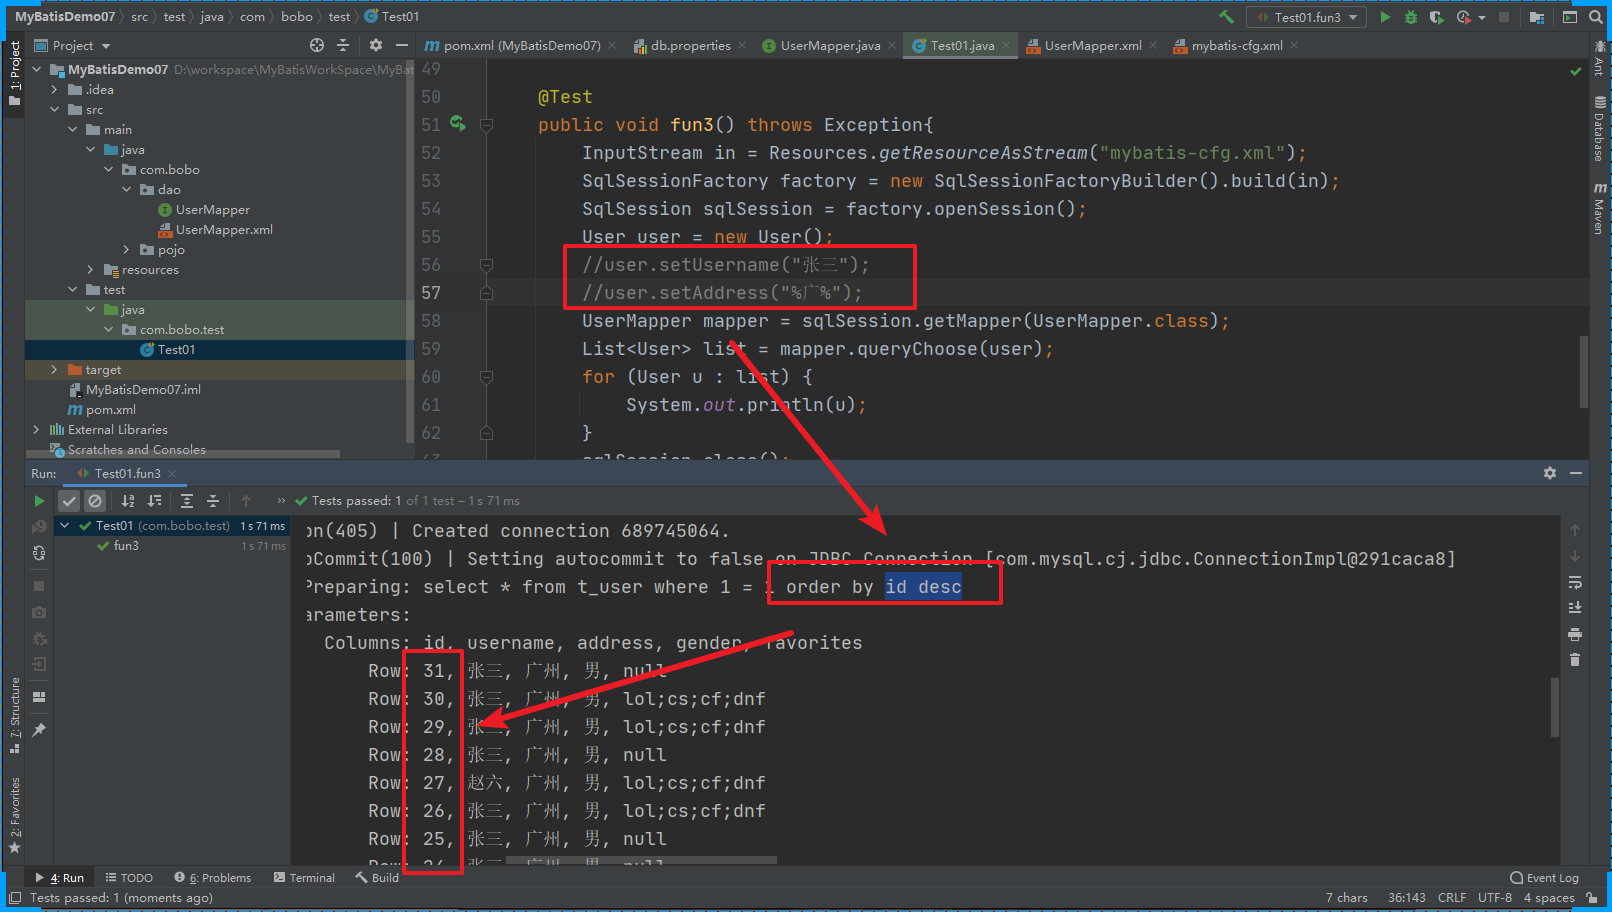 MyBatisDemo07 src test java com bobo test Test01
Test01.fun3
1: Project
Project
pom.xml (MyBatisDemo07)
db.properties
UserMapper.java
Test01.java
UserMapper.xml
mybatis-cfg.xml
MyBatisDemo07 D:\workspace\MyBatisWorkSpace\MyBat
.idea
src
main
java
com.bobo
dao
UserMapper
UserMapper.xml
pojo
resources
test
java
com.bobo.test
Test01
target
MyBatisDemo07.iml
pom.xml
External Libraries
Scratches and Consoles
49
50 @Test
51 public void fun3() throws Exception{
52 InputStream in = Resources.getResourceAsStream("mybatis-cfg.xml");
53 SqlSessionFactory factory = new SqlSessionFactoryBuilder().build(in);
54 SqlSession sqlSession = factory.openSession();
55 User user = new User();
56 //user.setUsername("张三");
57 //user.setAddress("%广%");
58 UserMapper mapper = sqlSession.getMapper(UserMapper.class);
59 List<User> list = mapper.queryChoose(user);
60 for (User u : list) {
61 System.out.println(u);
62 }
63 sqlSession.close();
Ant
Database
Maven
Run: Test01.fun3
Tests passed: 1 of 1 test – 1 s 71 ms
Test01 (com.bobo.test) 1 s 71 ms
fun3 1 s 71 ms
on(405) | Created connection 689745064.
oCommit(100) | Setting autocommit to false on JDBC Connection [com.mysql.cj.jdbc.ConnectionImpl@291caca8]
Preparing: select * from t_user where 1 = 1 order by id desc
arameters:
Columns: id, username, address, gender, favorites
Row: 31, 张三, 广州, 男, null
Row: 30, 张三, 广州, 男, lol;cs;cf;dnf
Row: 29, 张三, 广州, 男, lol;cs;cf;dnf
Row: 28, 张三, 广州, 男, null
Row: 27, 赵六, 广州, 男, lol;cs;cf;dnf
Row: 26, 张三, 广州, 男, lol;cs;cf;dnf
Row: 25, 张三, 广州, 男, null
Row: 24, 张三, 广州, 男, null
7: Structure
2: Favorites
4: Run
TODO
6: Problems
Terminal
Build
Event Log
Tests passed: 1 (moments ago)
7 chars 36:143 CRLF UTF-8 4 spaces